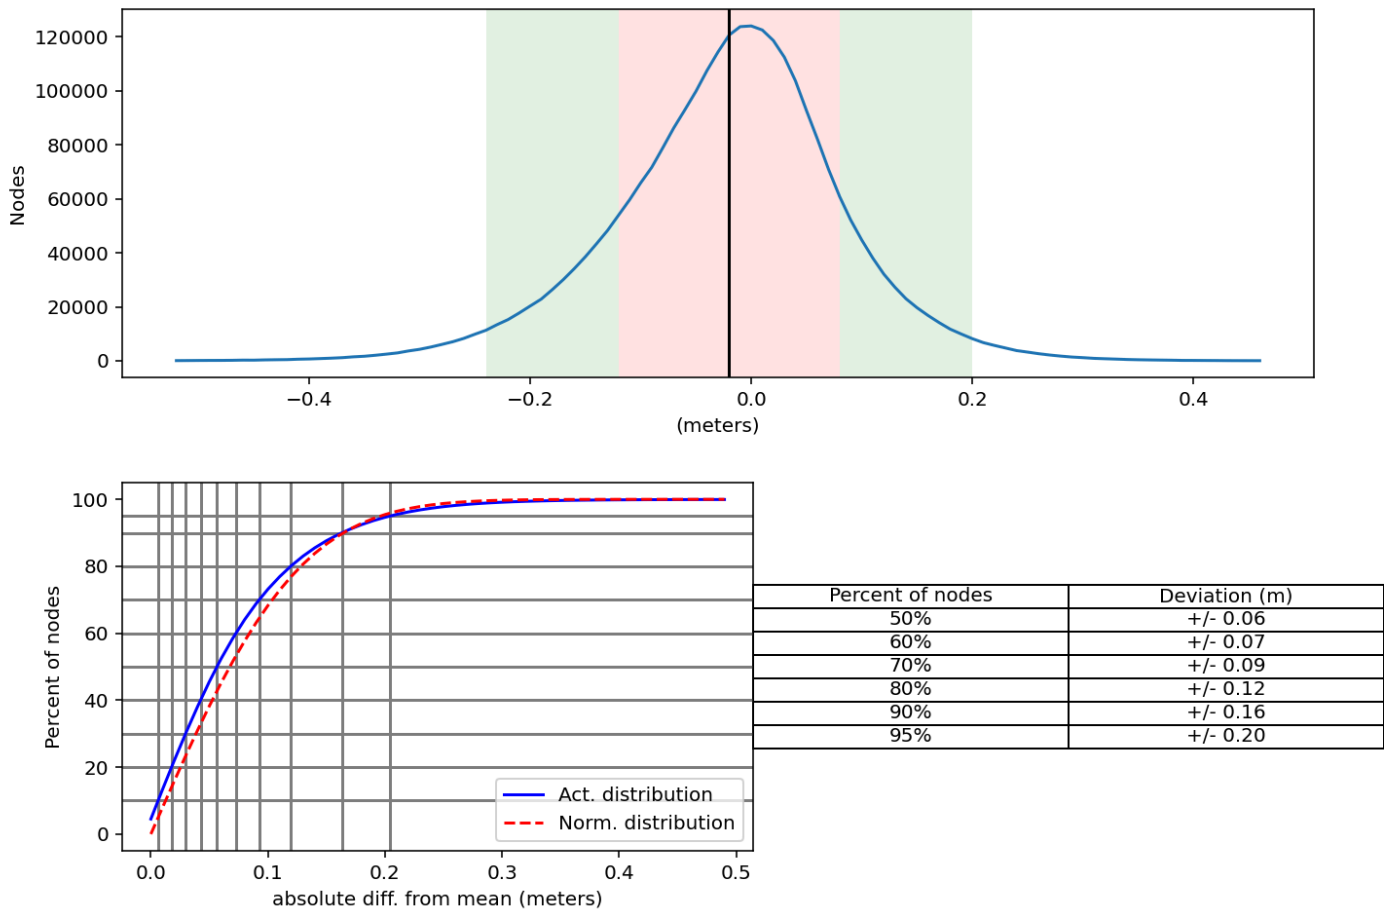 120000
100000
80000
60000
40000
20000
0
Nodes
−0.4 −0.2 0.0 0.2 0.4
(meters)
100
80
60
40
20
0
Percent of nodes
Act. distribution
Norm. distribution
0.0 0.1 0.2 0.3 0.4 0.5
absolute diff. from mean (meters)
Percent of nodes Deviation (m)
50% +/- 0.06
60% +/- 0.07
70% +/- 0.09
80% +/- 0.12
90% +/- 0.16
95% +/- 0.20